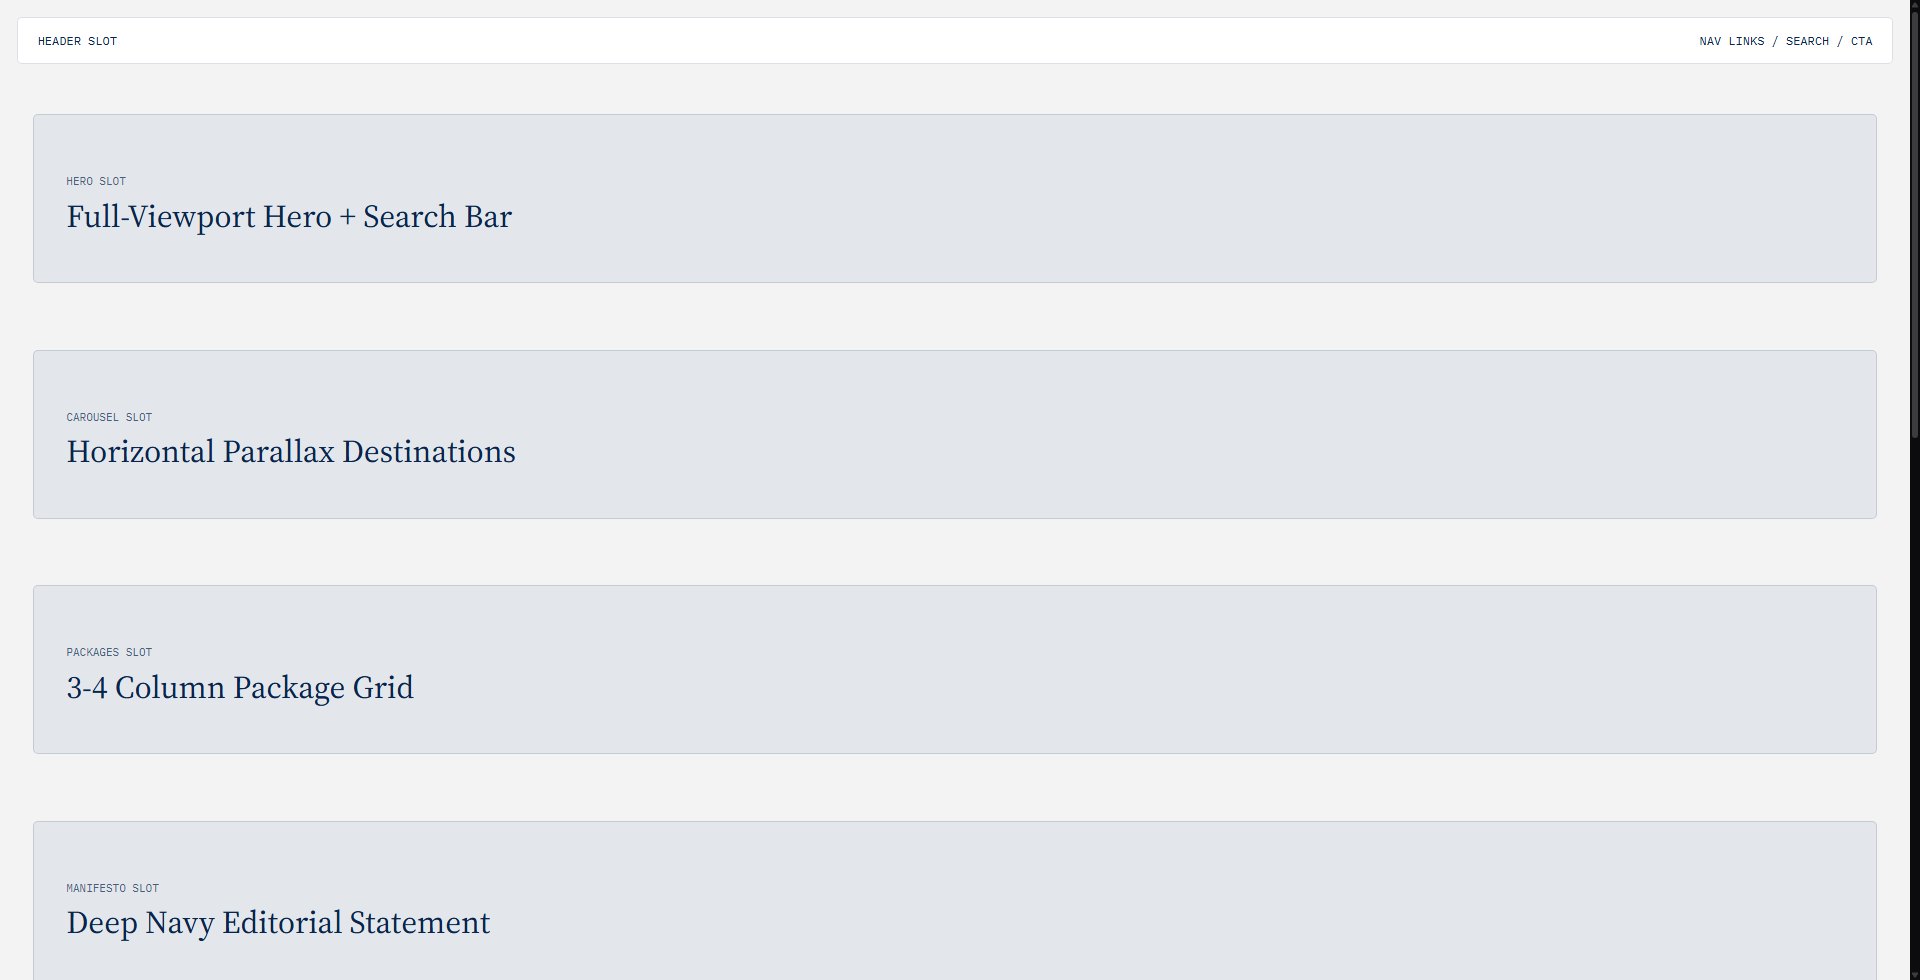 HEADER SLOT
NAV LINKS / SEARCH / CTA
HERO SLOT
Full-Viewport Hero + Search Bar
CAROUSEL SLOT
Horizontal Parallax Destinations
PACKAGES SLOT
3-4 Column Package Grid
MANIFESTO SLOT
Deep Navy Editorial Statement